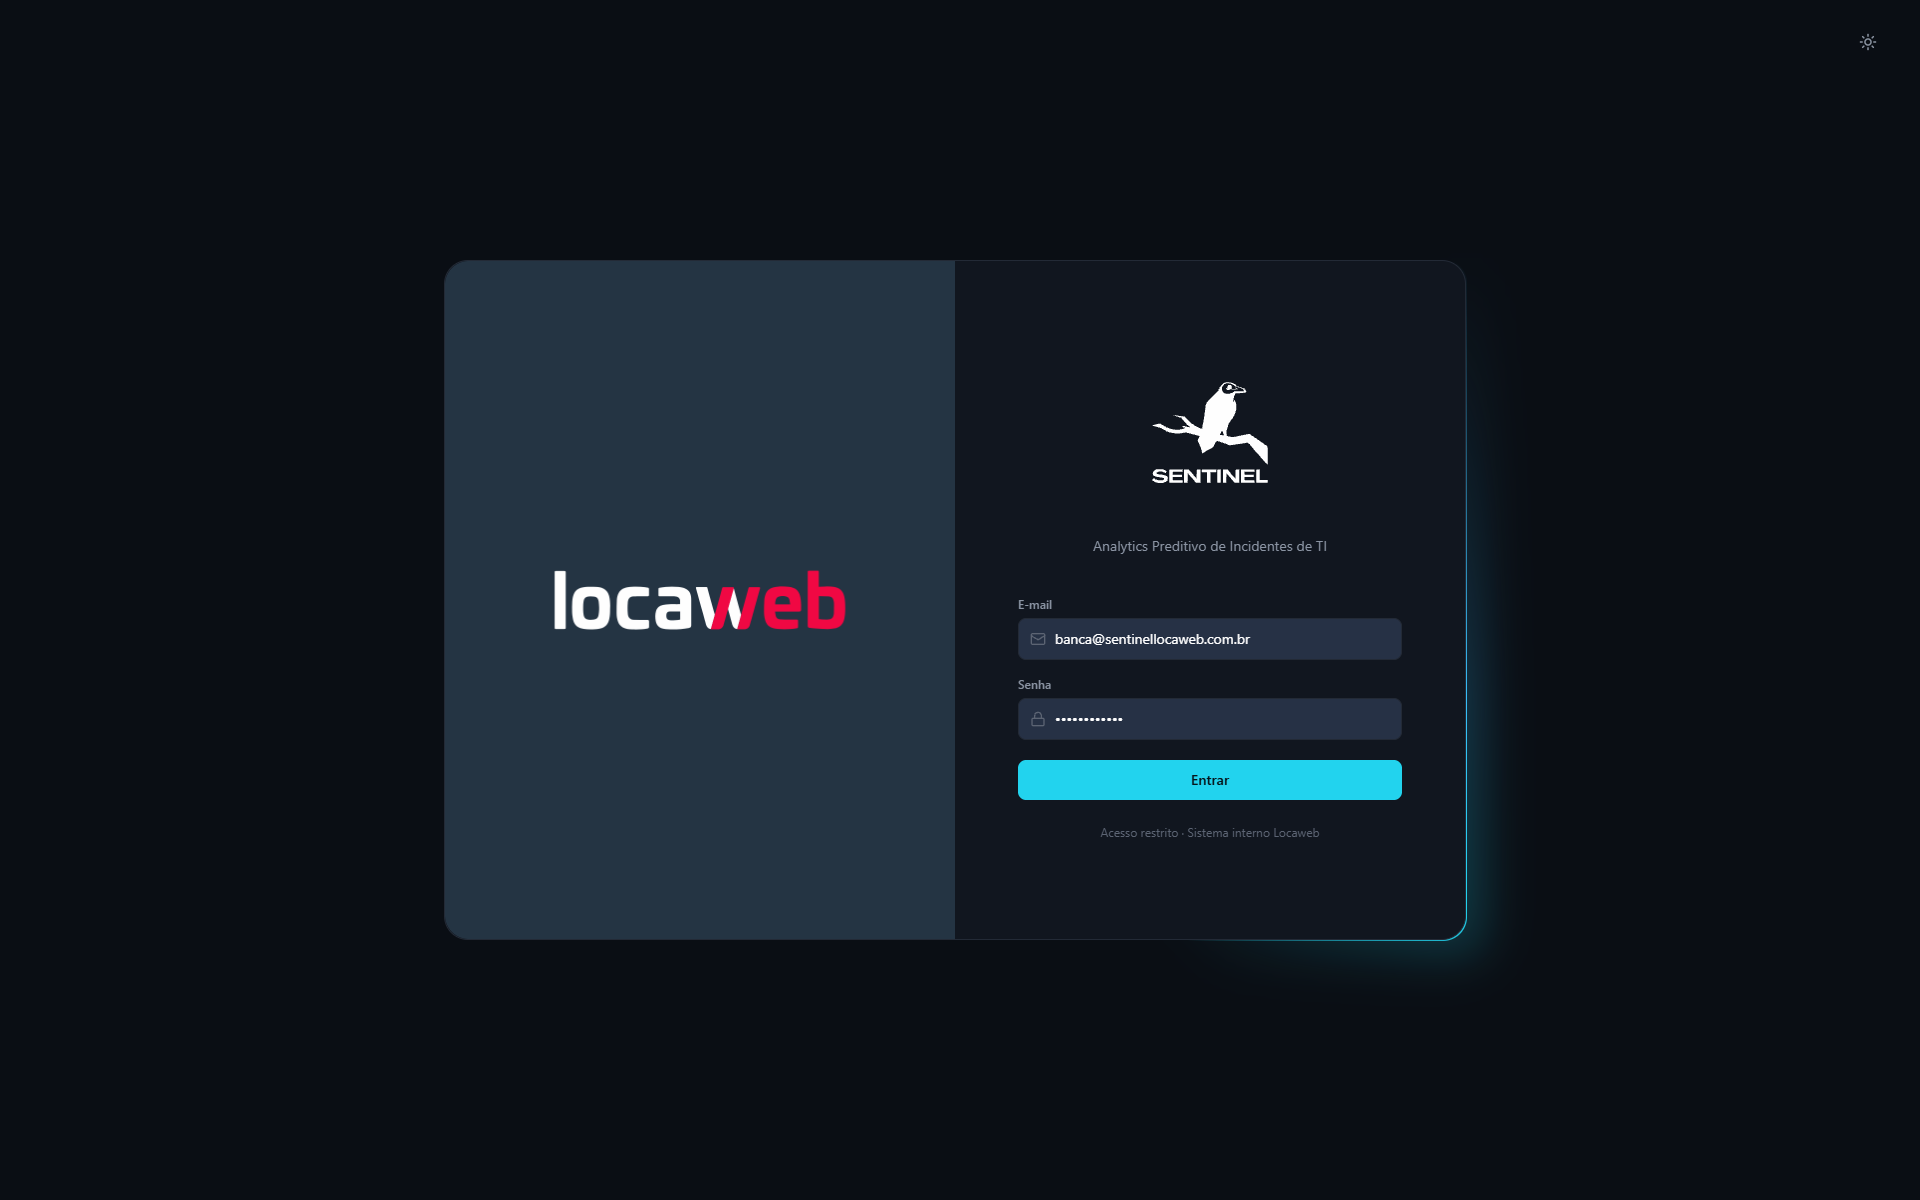 locaweb
SENTINEL
Analytics Preditivo de Incidentes de TI
E-mail
banca@sentinellocaweb.com.br
Senha
••••••••••••
Entrar
Acesso restrito · Sistema interno Locaweb